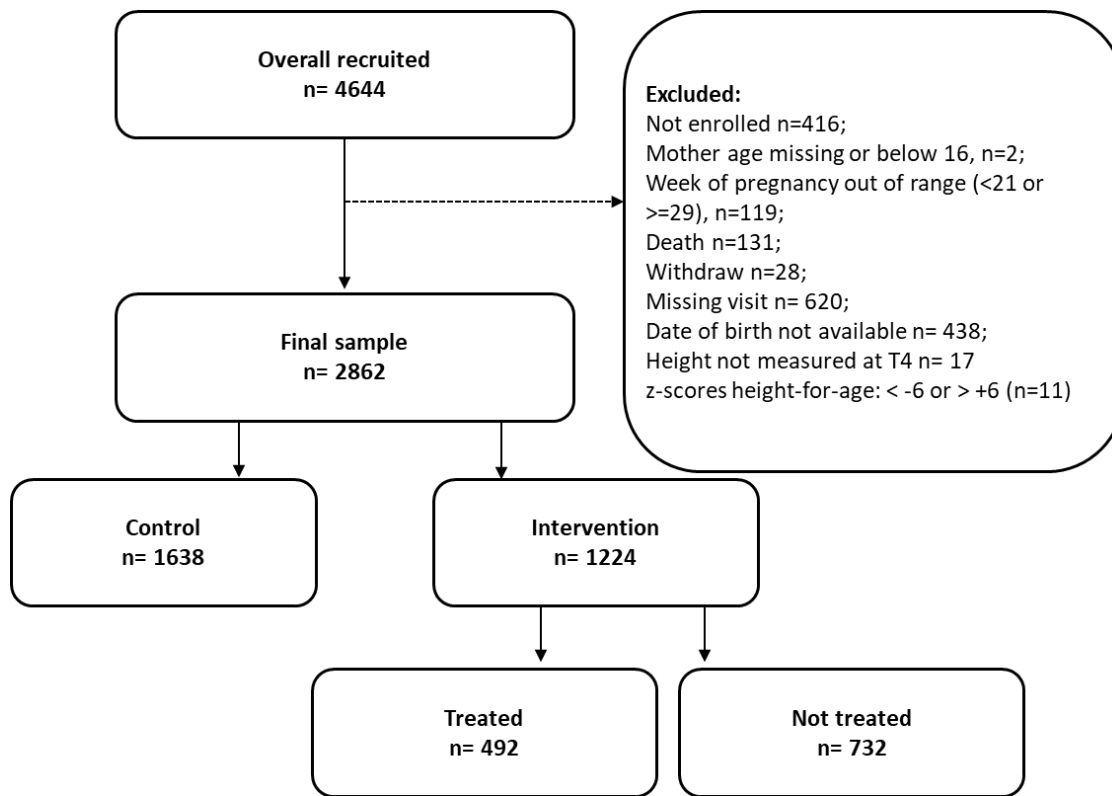 Overall recruited
n= 4644
Excluded:
Not enrolled n=416;
Mother age missing or below 16, n=2;
Week of pregnancy out of range (<21 or
>=29), n=119;
Death n=131;
Withdraw n=28;
Missing visit n= 620;
Date of birth not available n= 438;
Height not measured at T4 n= 17
z-scores height-for-age: < -6 or > +6 (n=11)
Final sample
n= 2862
Control
n= 1638
Intervention
n= 1224
Treated
n= 492
Not treated
n= 732